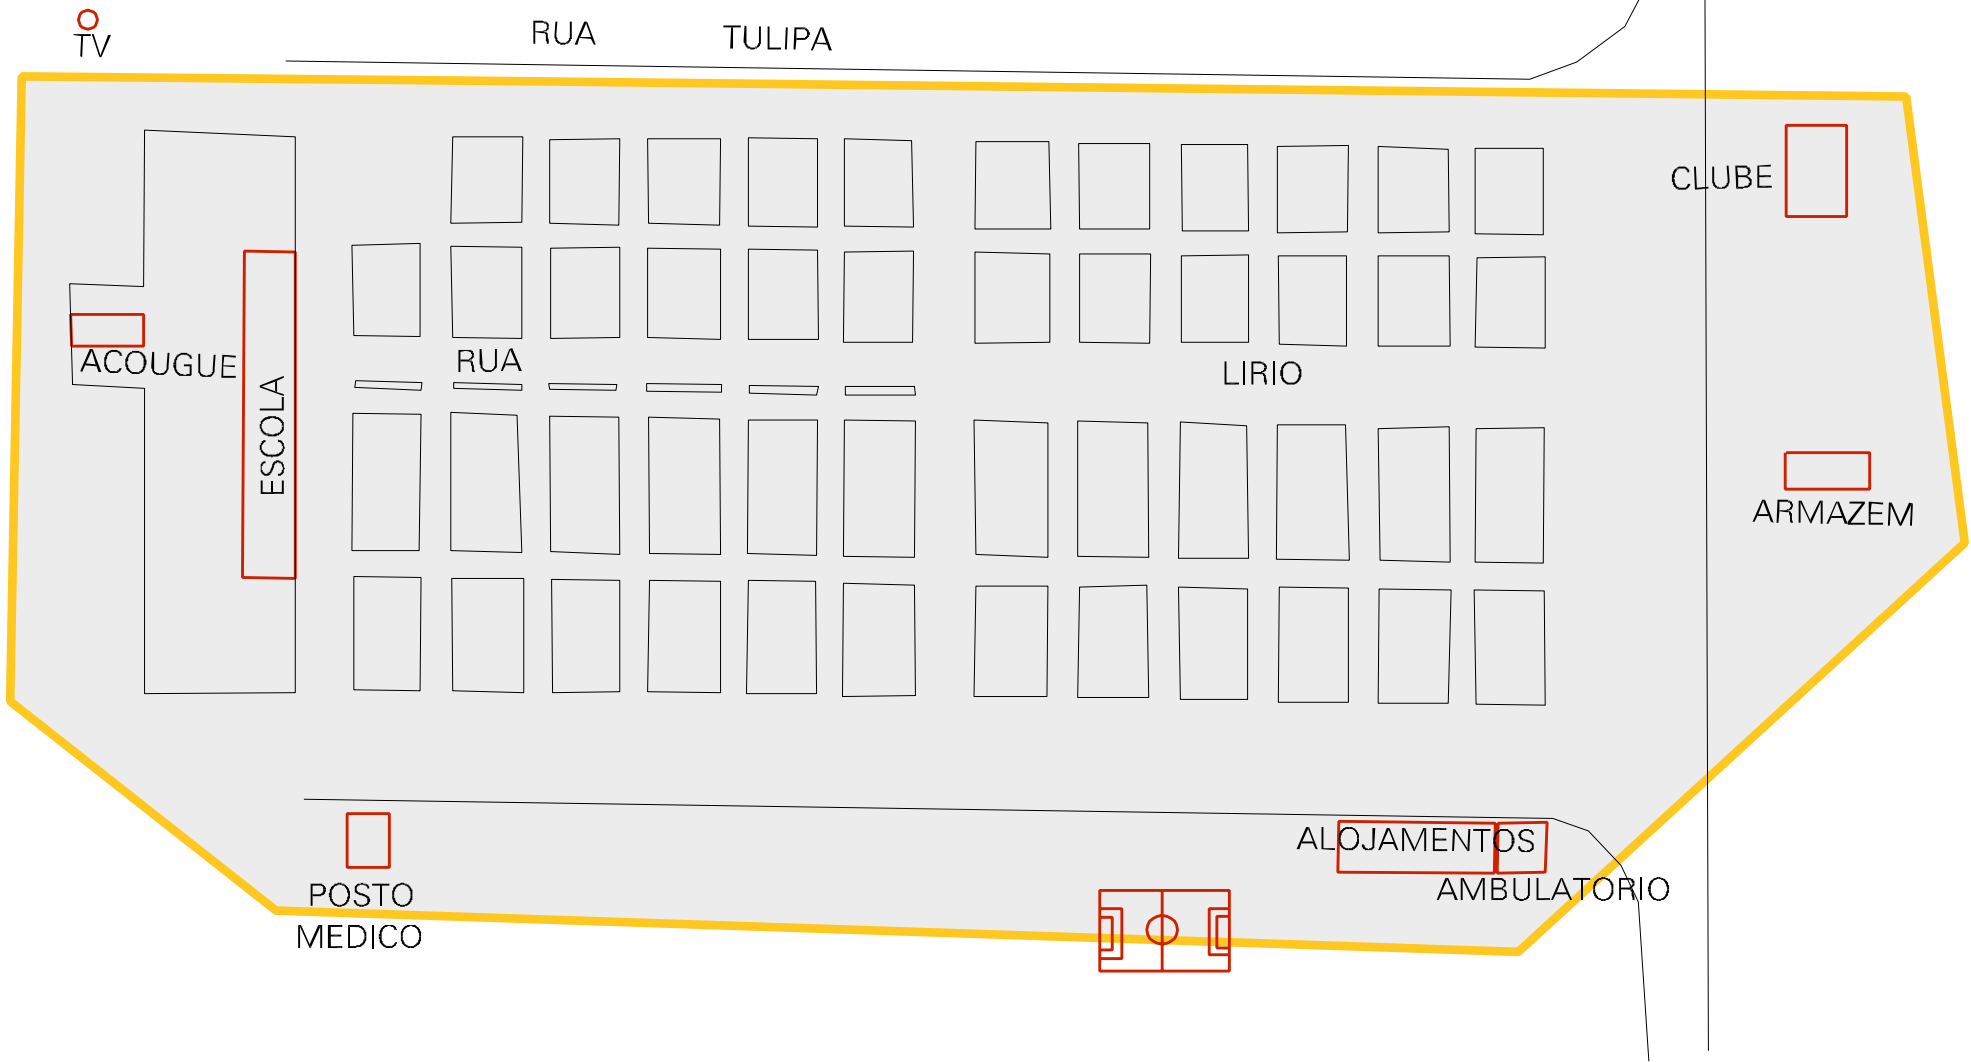 TV
RUA TULIPA
CLUBE
ACOUGUE
RUA LIRIO
ESCOLA
ARMAZEM
ALOJAMENTOS
AMBULATORIO
POSTO
MEDICO